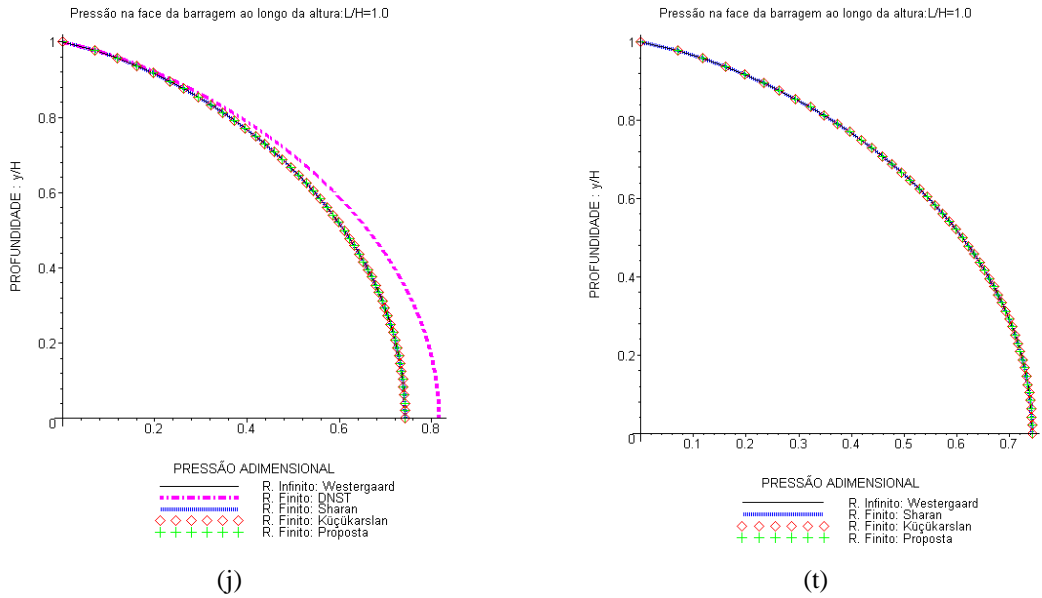 Pressão na face da barragem ao longo da altura:L/H=1.0
PROFUNDIDADE : y/H
1
0.8
0.6
0.4
0.2
0
0.2
0.4
0.6
0.8
PRESSÃO ADIMENSIONAL
R. Infinito: Westergaard
R. Finito: DNST
R. Finito: Sharan
R. Finito: Küçükarslan
R. Finito: Proposta
(j)
Pressão na face da barragem ao longo da altura:L/H=1.0
PROFUNDIDADE : y/H
1
0.8
0.6
0.4
0.2
0
0.1
0.2
0.3
0.4
0.5
0.6
0.7
PRESSÃO ADIMENSIONAL
R. Infinito: Westergaard
R. Finito: Sharan
R. Finito: Küçükarslan
R. Finito: Proposta
(t)